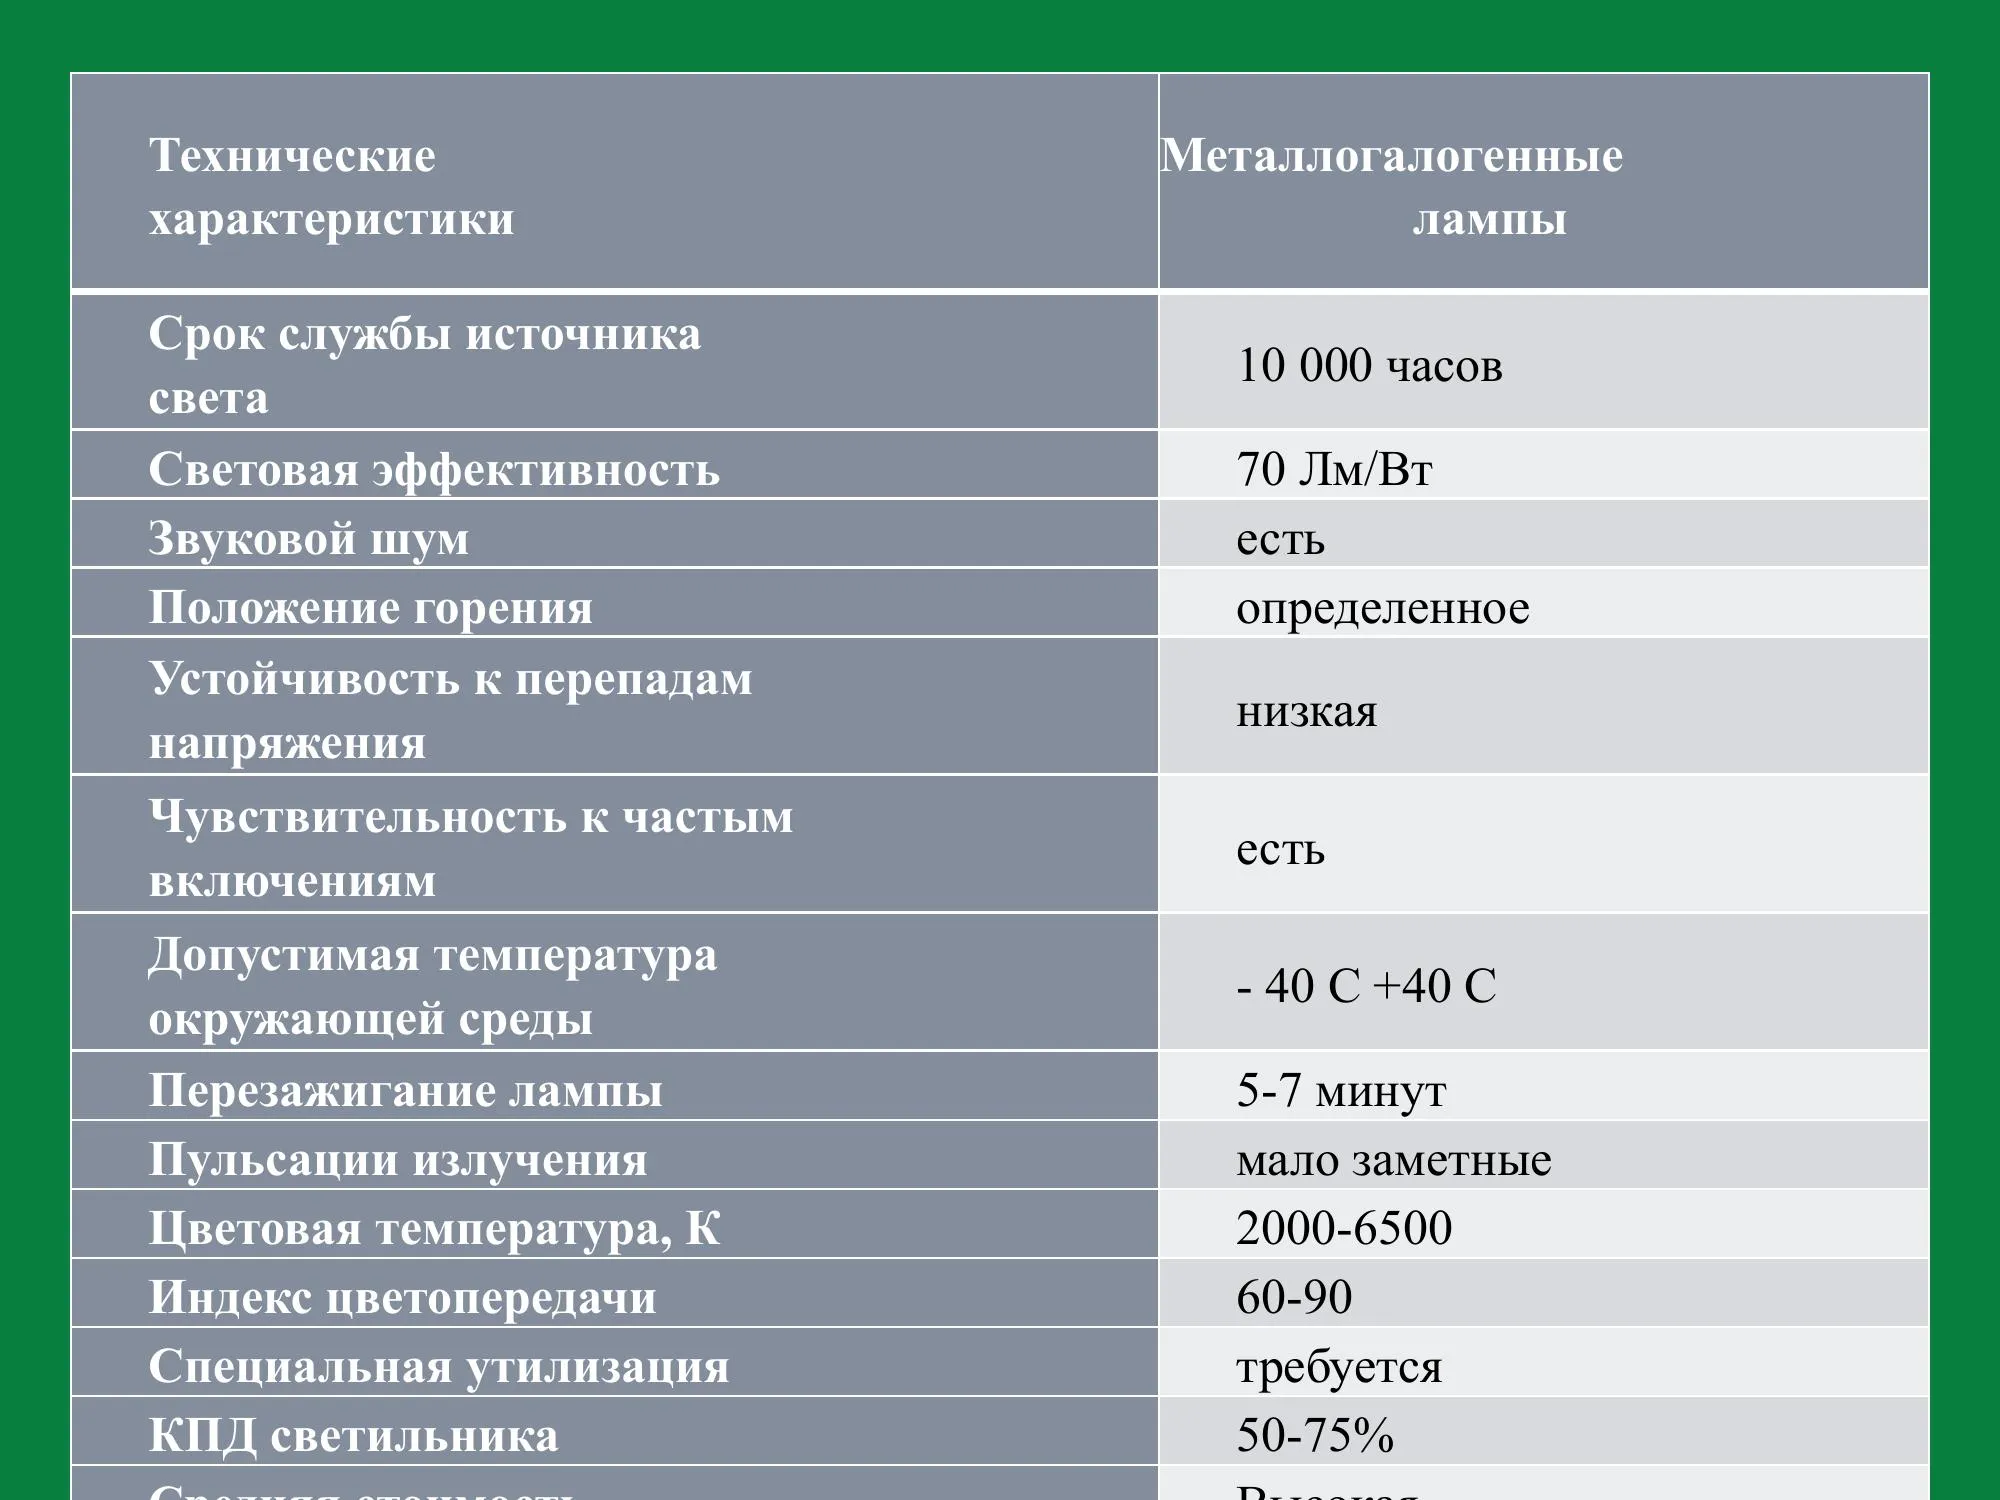 Технические
характеристики
Металлогалогенные
лампы
Срок службы источника
света
10 000 часов
Световая эффективность
70 Лм/Вт
Звуковой шум
есть
Положение горения
определенное
Устойчивость к перепадам
напряжения
низкая
Чувствительность к частым
включениям
есть
Допустимая температура
окружающей среды
- 40 С +40 С
Перезажигание лампы
5-7 минут
Пульсации излучения
мало заметные
Цветовая температура, К
2000-6500
Индекс цветопередачи
60-90
Специальная утилизация
требуется
КПД светильника
50-75%
Средняя стоимость
Высокая